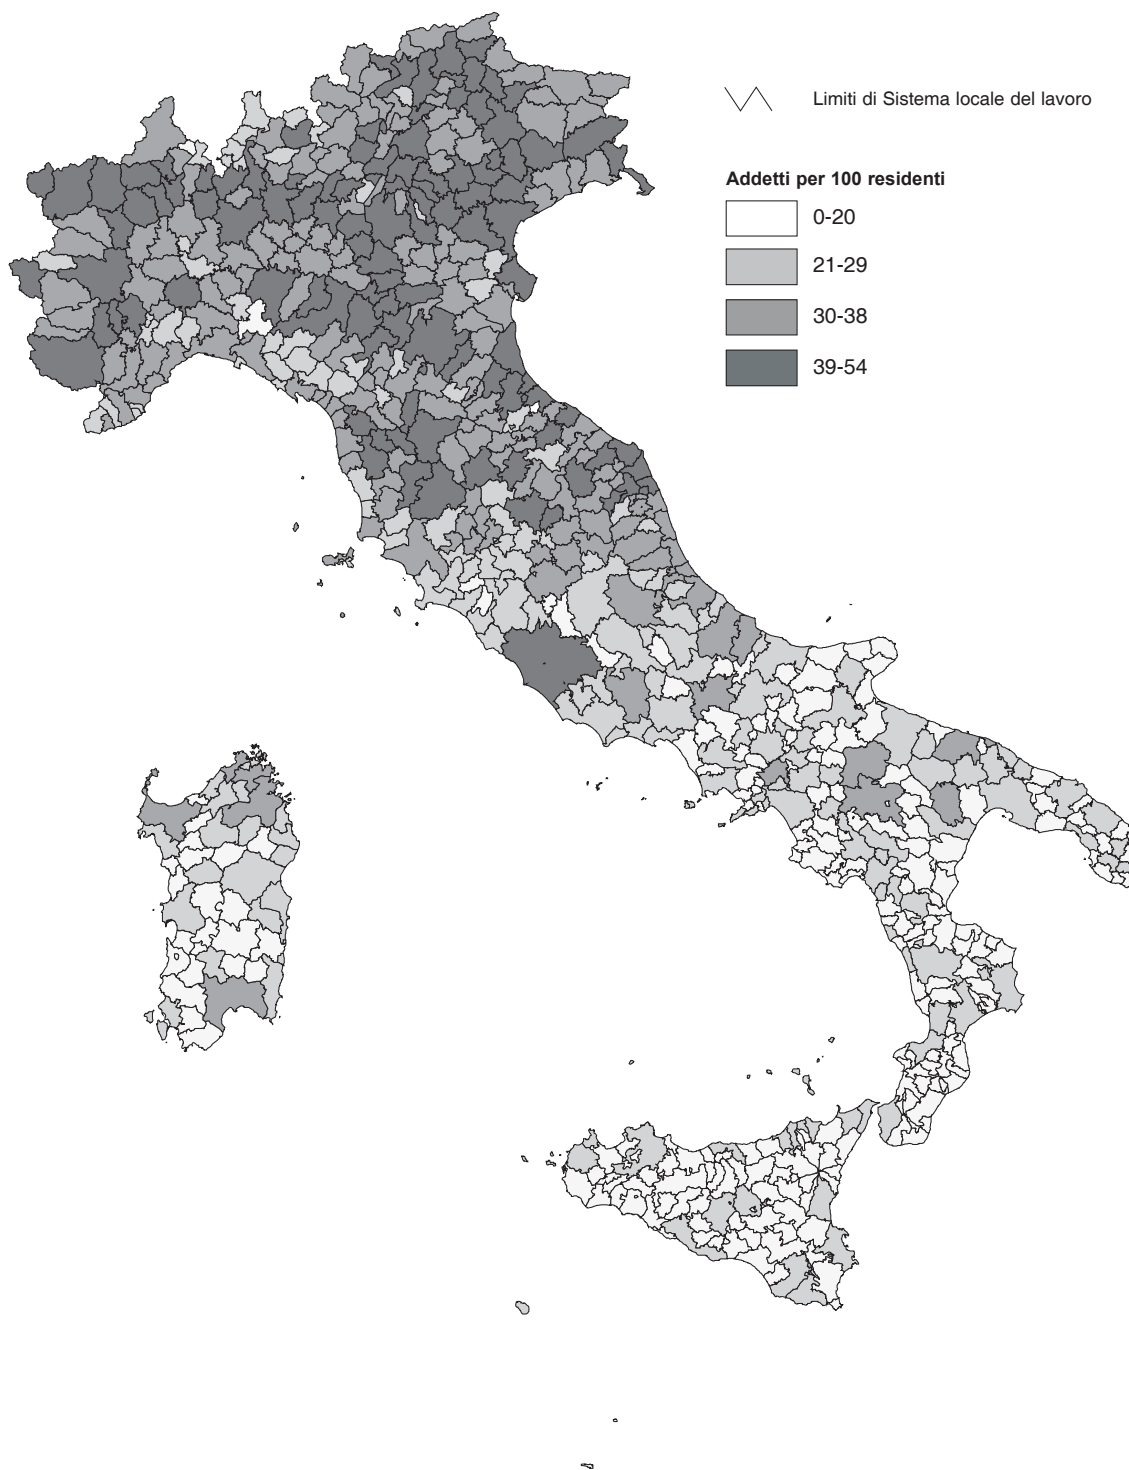 Limiti di Sistema locale del lavoro
Addetti per 100 residenti
0-20
21-29
30-38
39-54